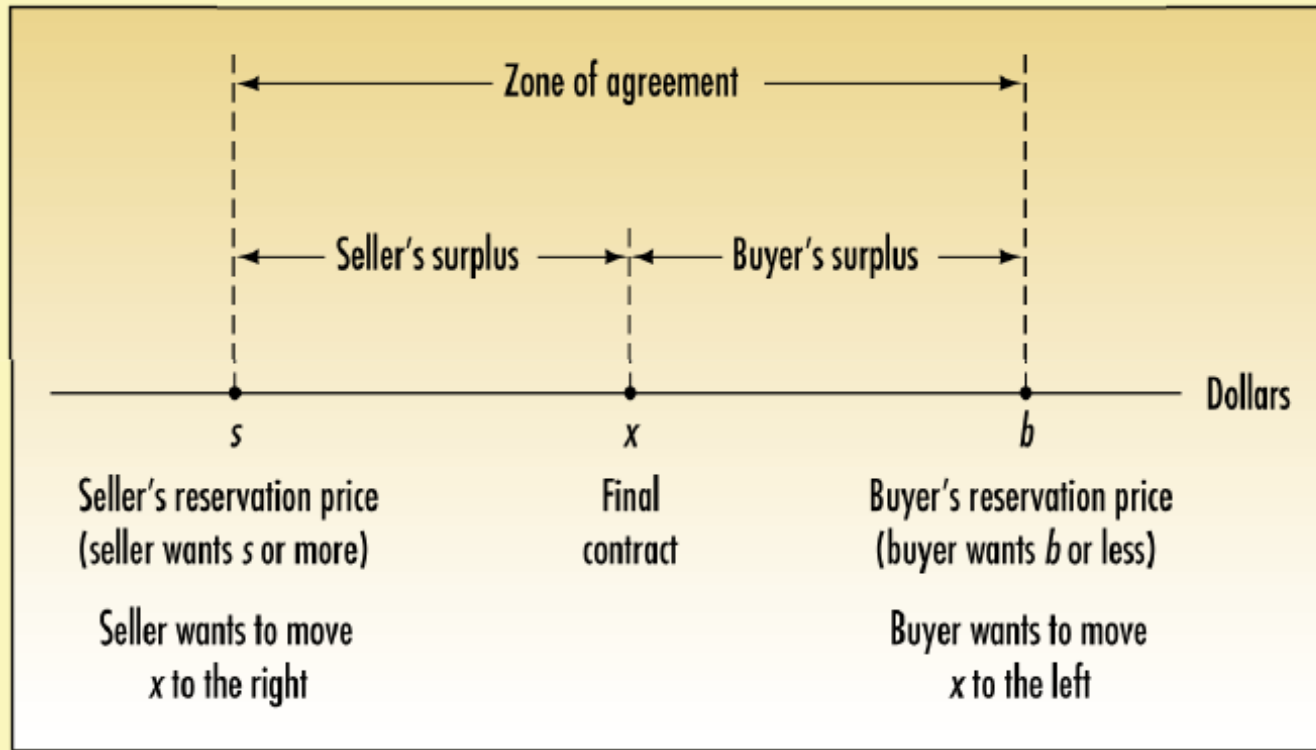 Zone of agreement
Seller's surplus
Buyer's surplus
Dollars
s
x
b
Seller's reservation price
(seller wants s or more)
Final
contract
Buyer's reservation price
(buyer wants b or less)
Seller wants to move
x to the right
Buyer wants to move
x to the left